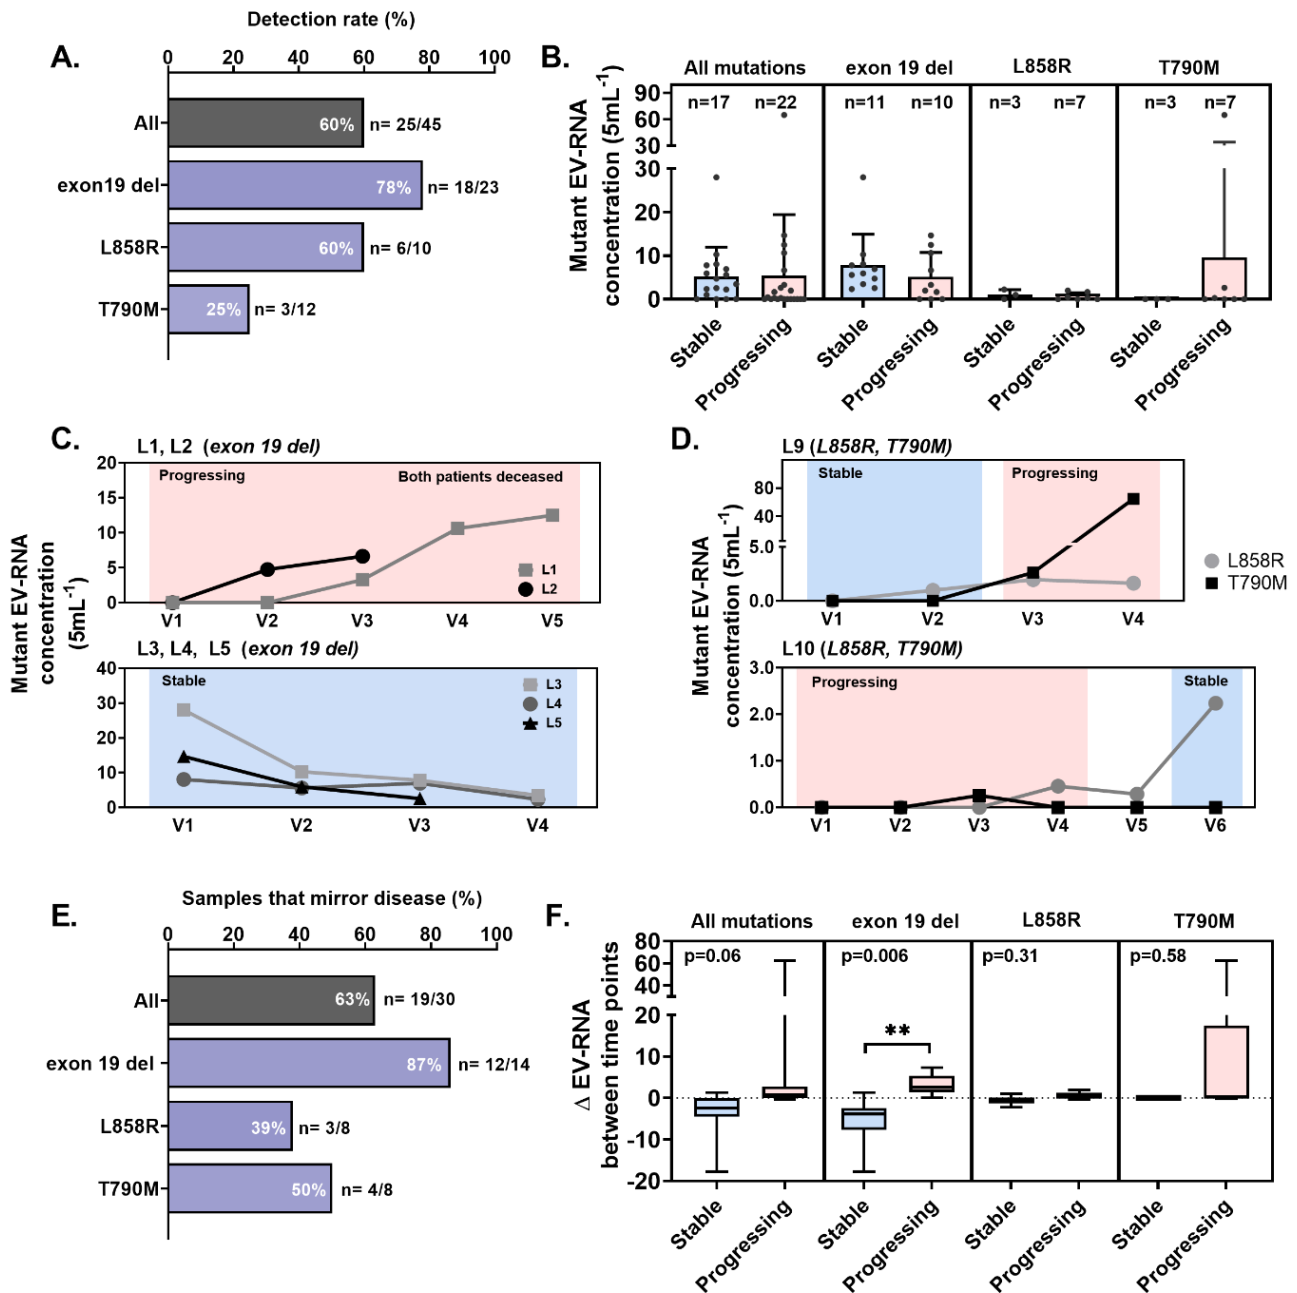 A.
Detection rate (%)
0 20 40 60 80 100
All 60% n= 25/45
exon19 del 78% n= 18/23
L858R 60% n= 6/10
T790M 25% n= 3/12
B.
All mutations exon 19 del L858R T790M
Mutant EV-RNA
concentration (5mL-1)
n=17 n=22 n=11 n=10 n=3 n=7 n=3 n=7
90
60
30
30
20
10
0
Stable Progressing Stable Progressing Stable Progressing Stable Progressing
C.
L1, L2 (exon 19 del)
Progressing Both patients deceased
20
15
10
5
0
L1
L2
V1 V2 V3 V4 V5
Mutant EV-RNA
concentration
(5mL-1)
L3, L4, L5 (exon 19 del)
Stable
40
30
20
10
0
L3
L4
L5
V1 V2 V3 V4
D.
L9 (L858R, T790M)
Stable Progressing
80
40
5.0
0.0
V1 V2 V3 V4
L858R
T790M
Mutant EV-RNA
concentration (5mL-1)
L10 (L858R, T790M)
Progressing Stable
3.0
2.0
1.0
0.0
V1 V2 V3 V4 V5 V6
E.
Samples that mirror disease (%)
0 20 40 60 80 100
All 63% n= 19/30
exon 19 del 87% n= 12/14
L858R 39% n= 3/8
T790M 50% n= 4/8
F.
All mutations exon 19 del L858R T790M
Δ EV-RNA
between time points
p=0.06 p=0.006 p=0.31 p=0.58
**
80
60
40
20
10
0
-10
-20
Stable Progressing Stable Progressing Stable Progressing Stable Progressing